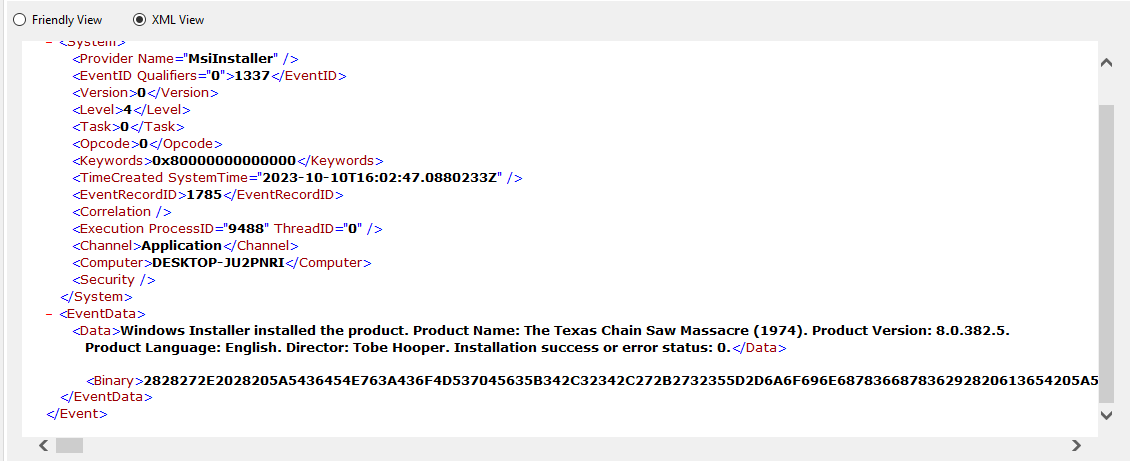 Friendly View XML View
– <System>
<Provider Name="MsiInstaller" />
<EventID Qualifiers="0">1337</EventID>
<Version>0</Version>
<Level>4</Level>
<Task>0</Task>
<Opcode>0</Opcode>
<Keywords>0x80000000000000</Keywords>
<TimeCreated SystemTime="2023-10-10T16:02:47.0880233Z" />
<EventRecordID>1785</EventRecordID>
<Correlation />
<Execution ProcessID="9488" ThreadID="0" />
<Channel>Application</Channel>
<Computer>DESKTOP-JU2PNRI</Computer>
<Security />
</System>
– <EventData>
<Data>Windows Installer installed the product. Product Name: The Texas Chain Saw Massacre (1974). Product Version: 8.0.382.5.
Product Language: English. Director: Tobe Hooper. Installation success or error status: 0.</Data>
<Binary>2828272E2028205A5436454E763A436F4D537045635B342C32342C272B2732355D2D6A6F696E68783668783629282061365420 5A5
</EventData>
</Event>